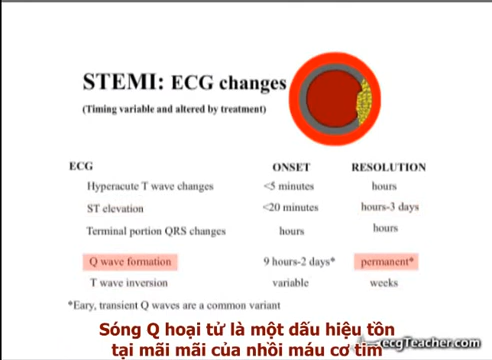 STEMI: ECG changes
(Timing variable and altered by treatment)
ECG ONSET RESOLUTION
Hyperacute T wave changes <5 minutes hours
ST elevation <20 minutes hours-3 days
Terminal portion QRS changes hours hours
Q wave formation 9 hours-2 days* permanent*
T wave inversion variable weeks
*Eary, transient Q waves are a common variant
ecgTeacher.com
Sóng Q hoại tử là một dấu hiệu tồn
tại mãi mãi của nhồi máu cơ tim